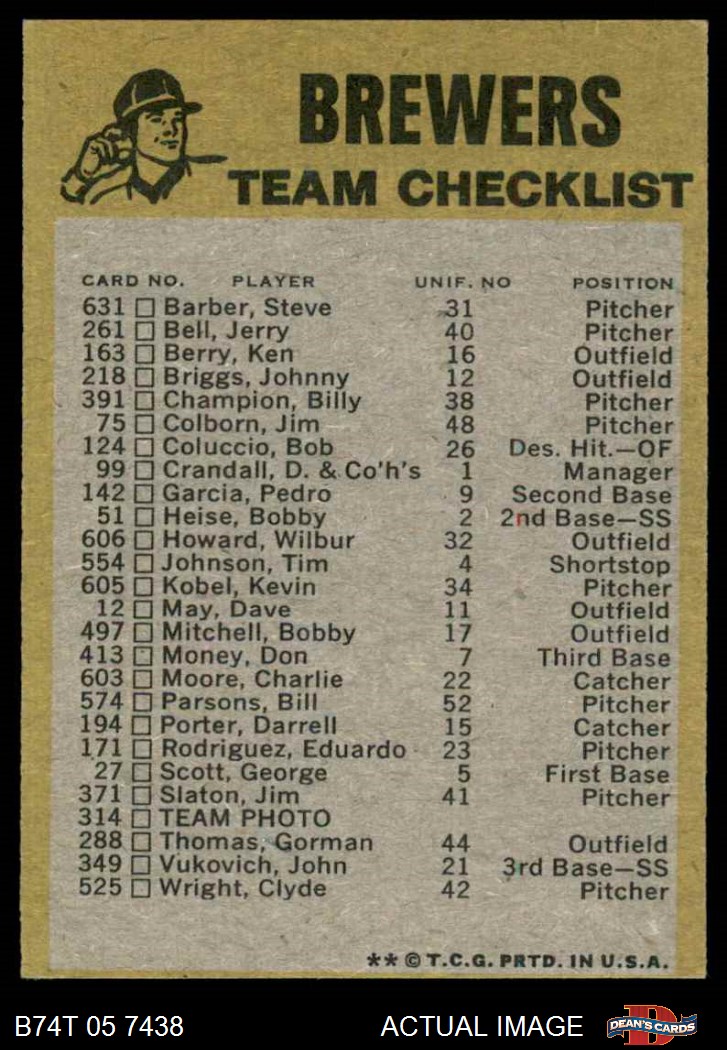 BREWERS
TEAM CHECKLIST
CARD NO. PLAYER UNIF. NO POSITION
631 Barber, Steve 31 Pitcher
261 Bell, Jerry 40 Pitcher
163 Berry, Ken 16 Outfield
218 Briggs, Johnny 12 Outfield
391 Champion, Billy 38 Pitcher
75 Colborn, Jim 48 Pitcher
124 Coluccio, Bob 26 Des. Hit.—OF
99 Crandall, D. & Co'h's 1 Manager
142 Garcia, Pedro 9 Second Base
51 Heise, Bobby 2 2nd Base—SS
606 Howard, Wilbur 32 Outfield
554 Johnson, Tim 4 Shortstop
605 Kobel, Kevin 34 Pitcher
12 May, Dave 11 Outfield
497 Mitchell, Bobby 17 Outfield
413 Money, Don 7 Third Base
603 Moore, Charlie 22 Catcher
574 Parsons, Bill 52 Pitcher
194 Porter, Darrell 15 Catcher
171 Rodriguez, Eduardo 23 Pitcher
27 Scott, George 5 First Base
371 Slaton, Jim 41 Pitcher
314 TEAM PHOTO
288 Thomas, Gorman 44 Outfield
349 Vukovich, John 21 3rd Base—SS
525 Wright, Clyde 42 Pitcher
** © T.C.G. PRTD. IN U.S.A.
B74T 05 7438 ACTUAL IMAGE DEAN'S CARDS